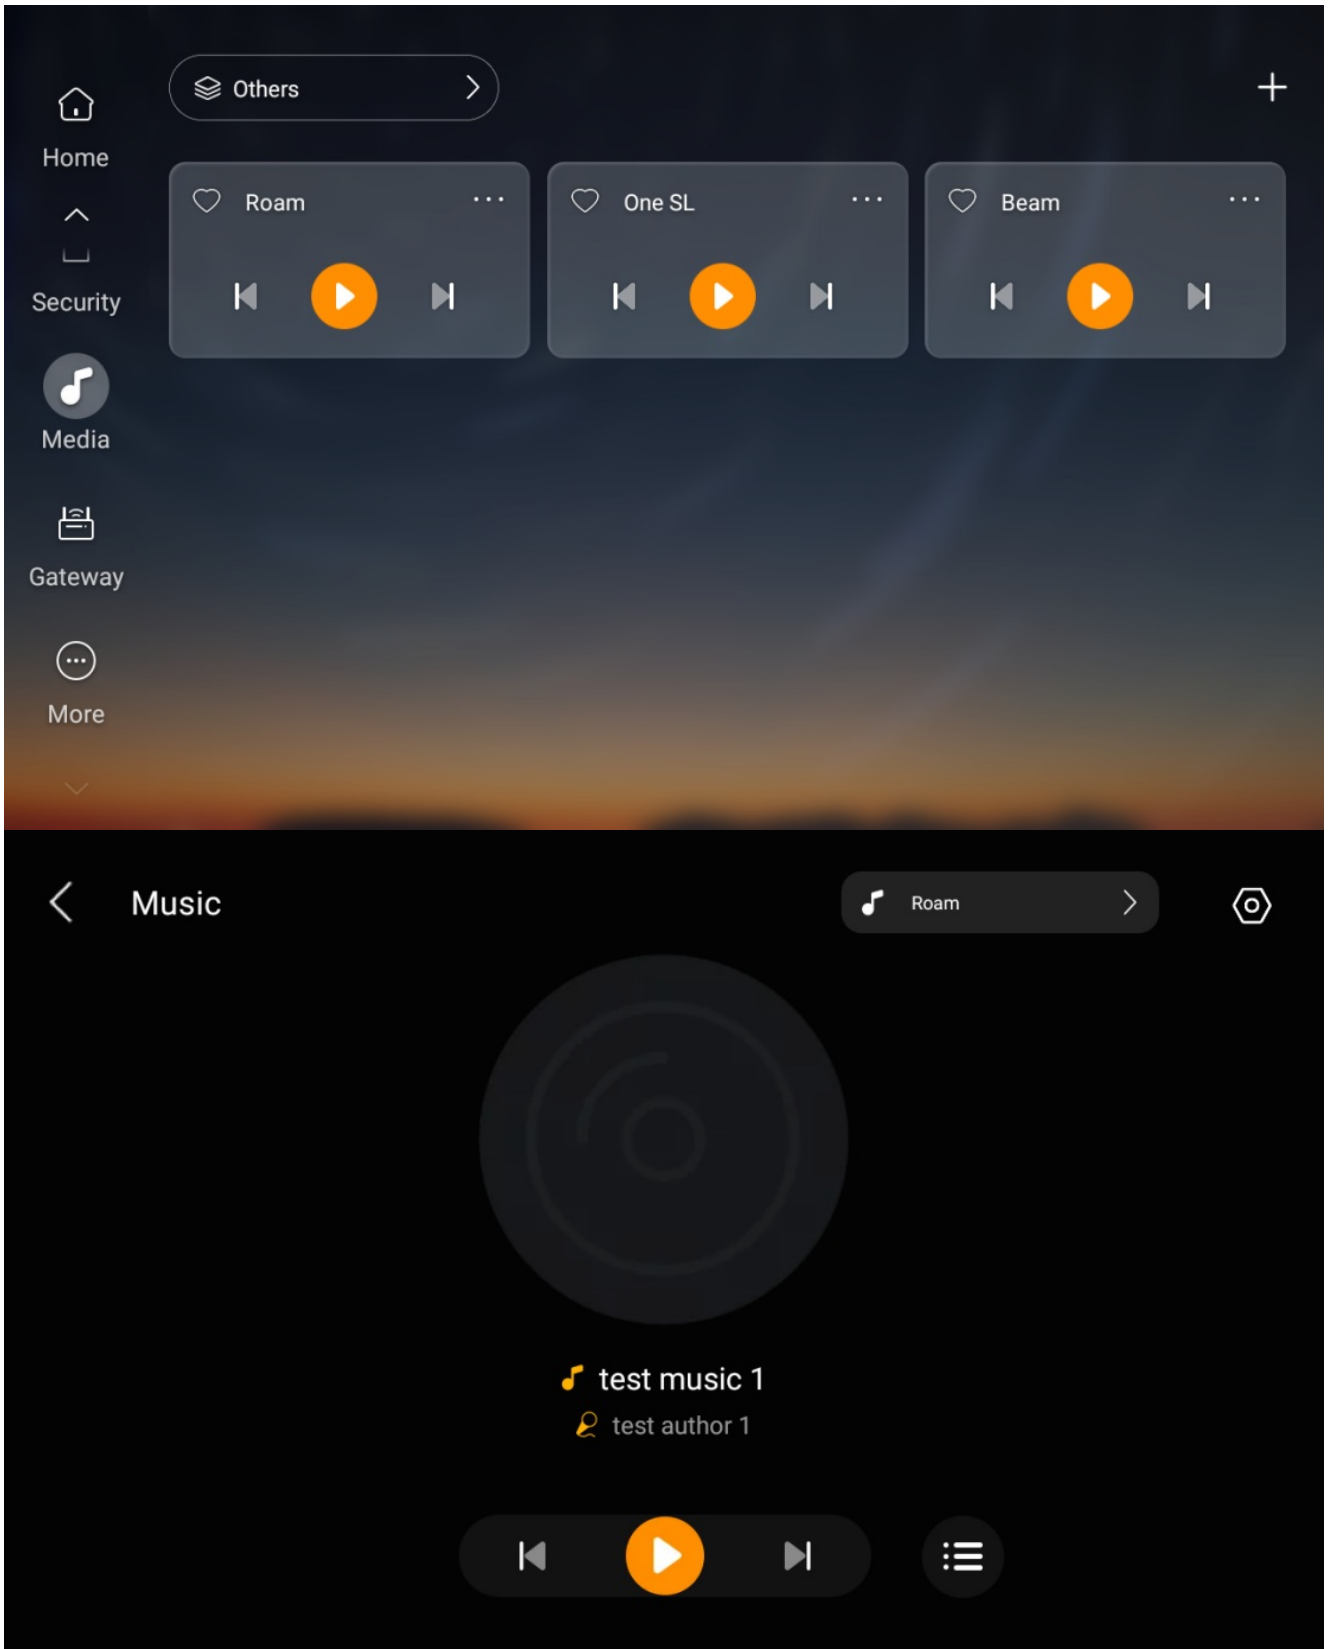 Others
Home
Roam
One SL
Beam
Security
Media
Gateway
More
Music
Roam
test music 1
test author 1